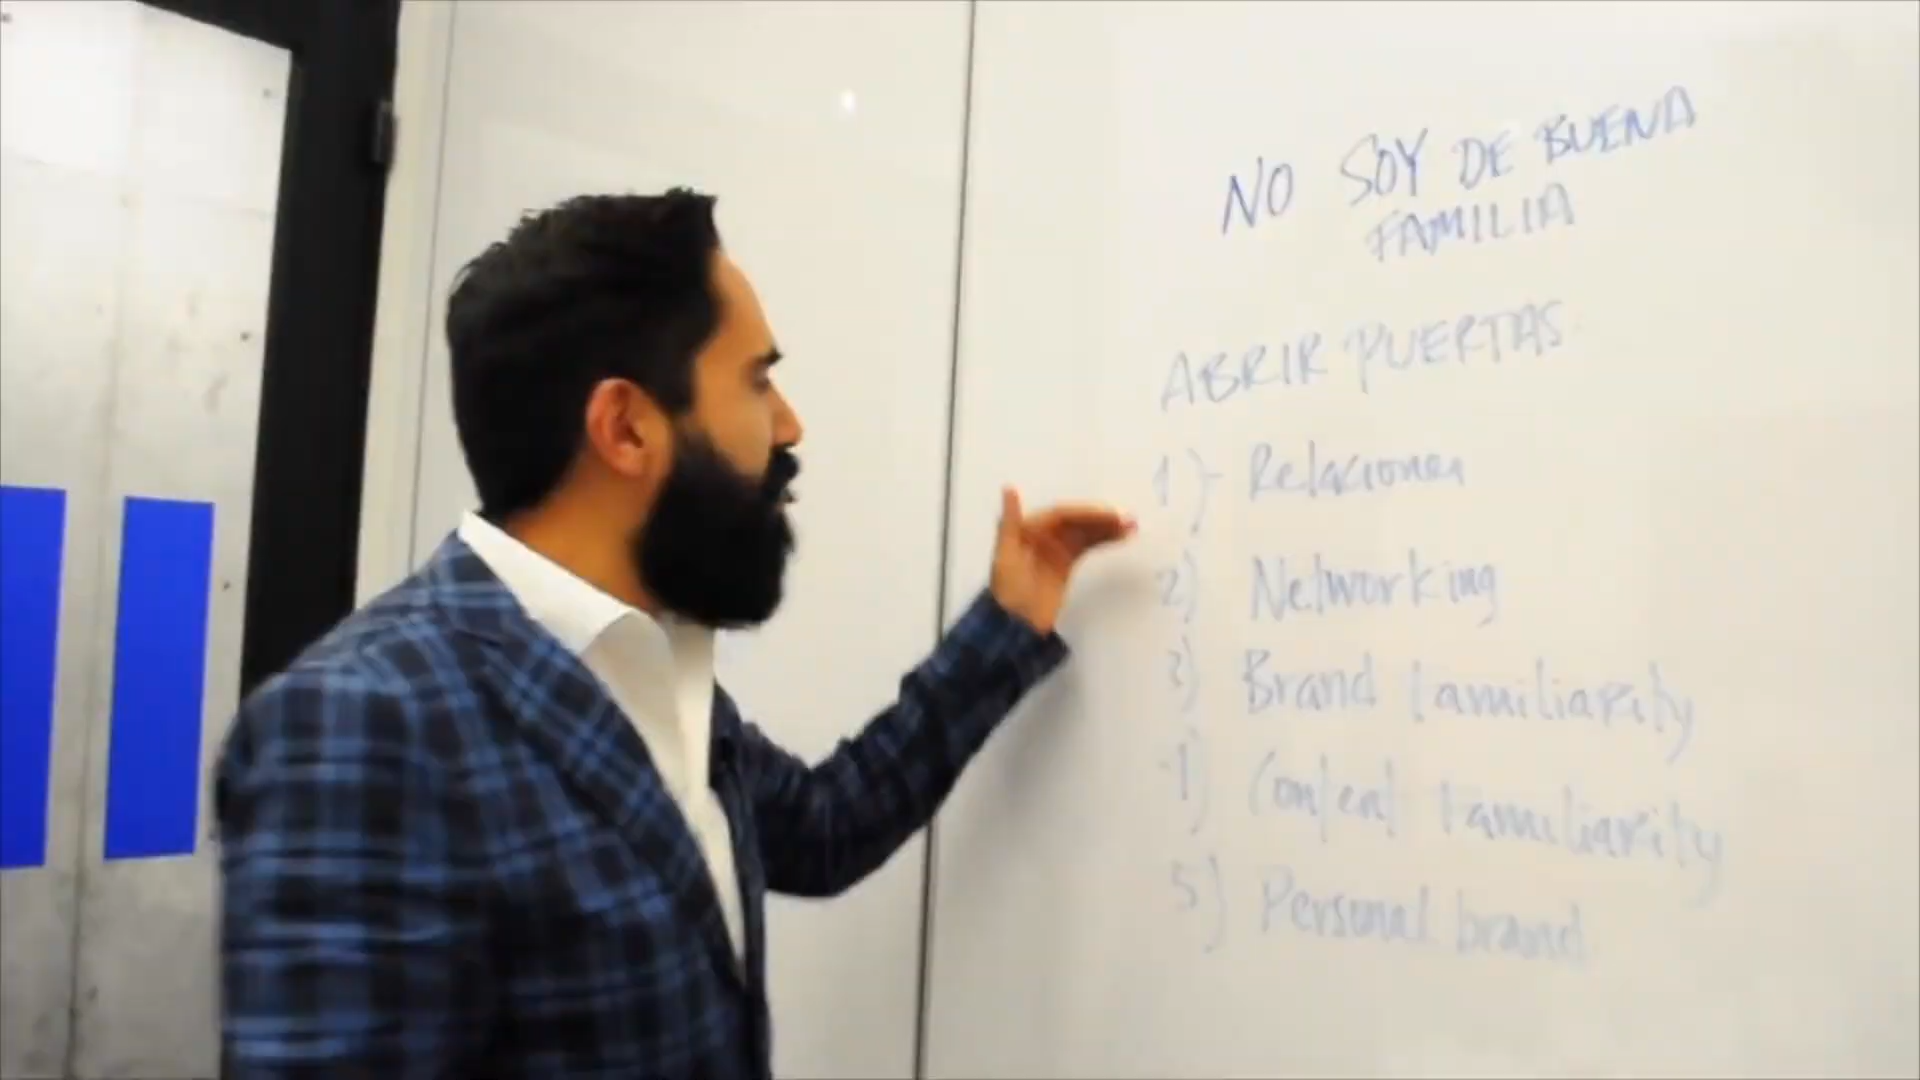 NO SOY DE BUENA
FAMILIA
ABRIR PUERTAS
1) Relaciones
2) Networking
3) Brand familiarity
4) Content familiarity
5) Personal brand